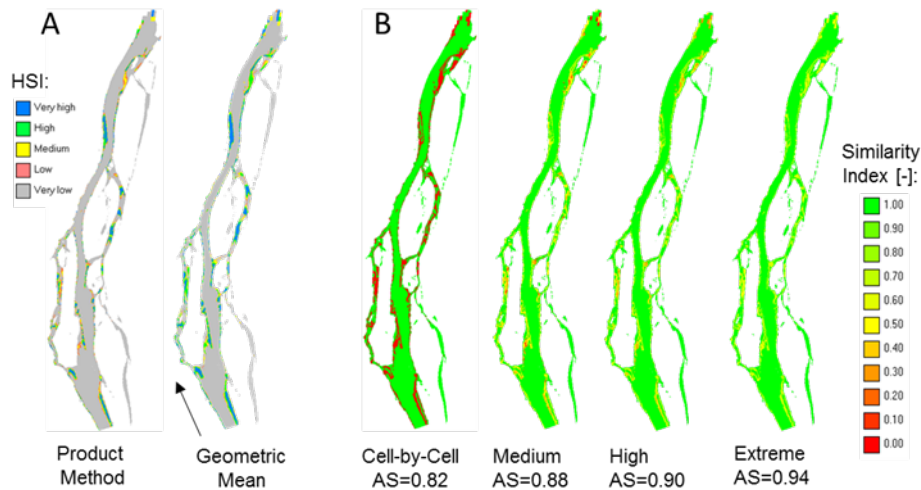 A
B
HSI:
Very high
High
Medium
Low
Very low
Similarity
Index [-]:
1.00
0.90
0.80
0.70
0.60
0.50
0.40
0.30
0.20
0.10
0.00
Product
Method
Geometric
Mean
Cell-by-Cell
AS=0.82
Medium
AS=0.88
High
AS=0.90
Extreme
AS=0.94